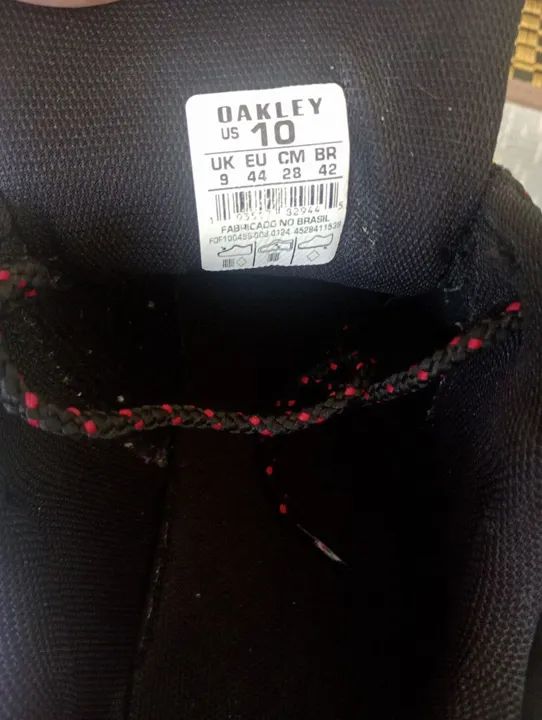 OAKLEY
US 10
UK EU CM BR
9 44 28 42
FABRICADO NO BRASIL